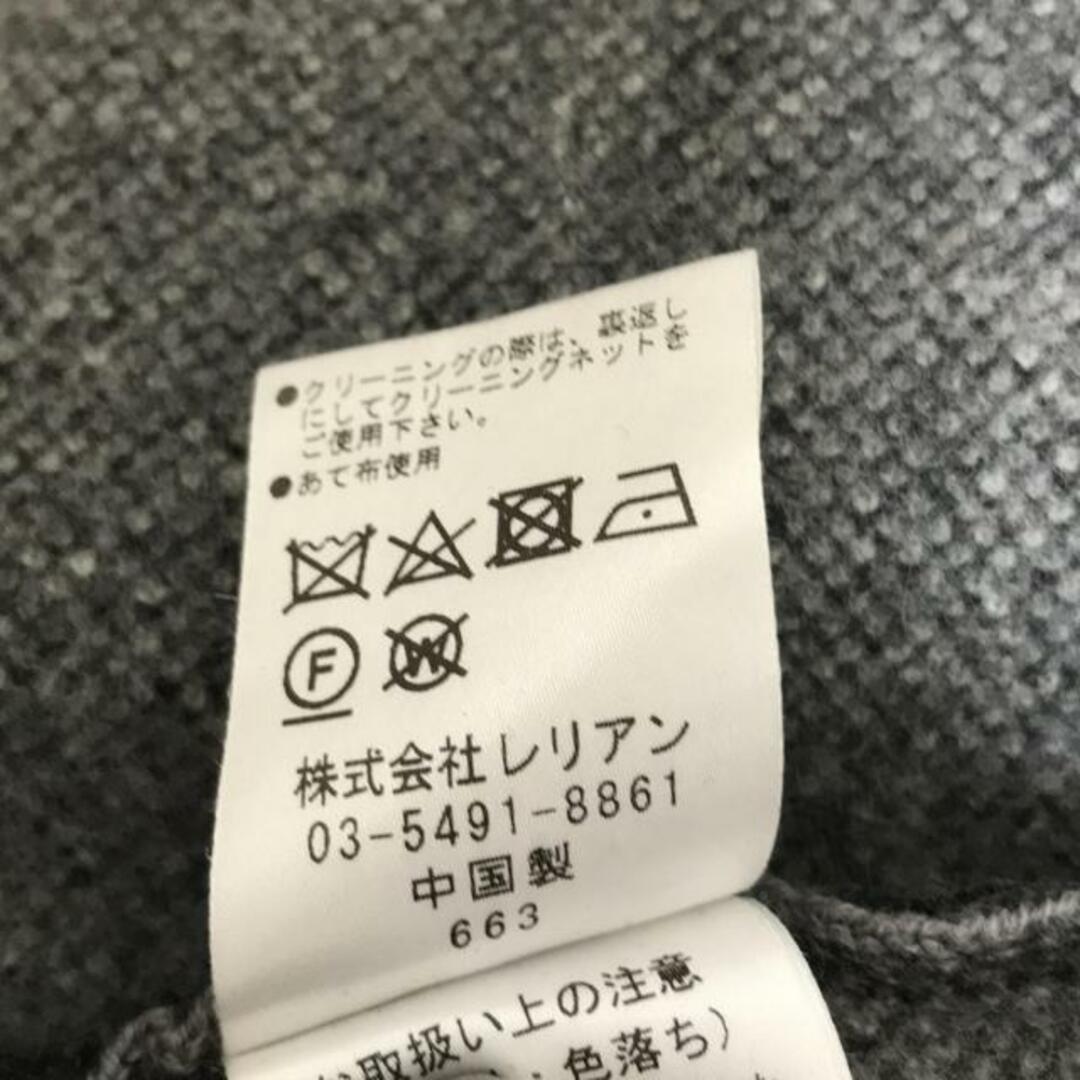 ●クリーニングの際は、裏返し
にしてクリーニングネットを
ご使用下さい。
●あて布使用
F W
株式会社レリアン
03-5491-8861
中国製
663
取扱い上の注意
色落ち)